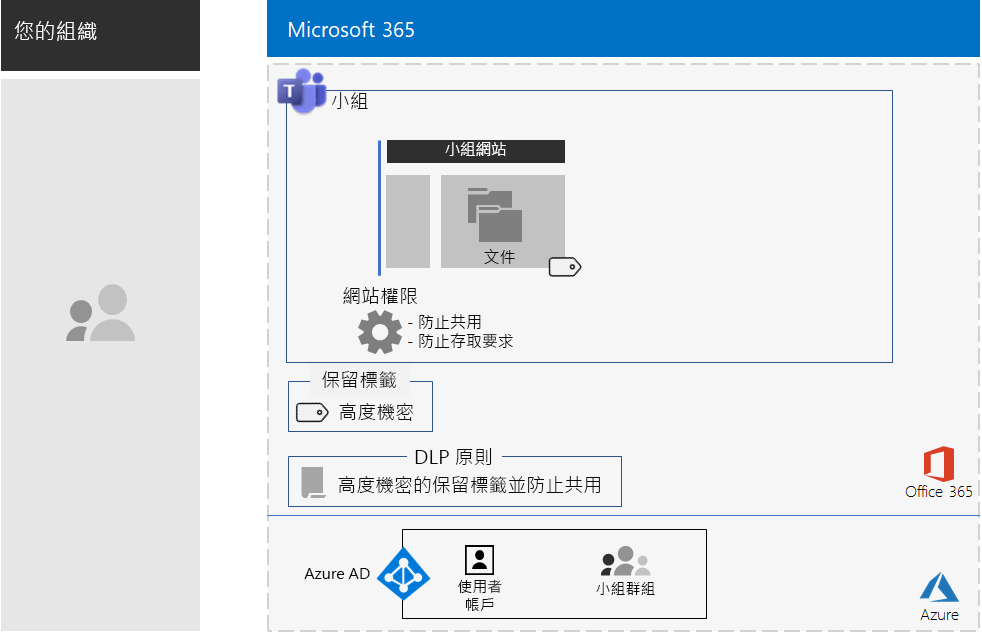 您的組織
Microsoft 365
T
小組
小組網站
文件
網站權限
- 防止共用
- 防止存取要求
保留標籤
高度機密
DLP 原則
高度機密的保留標籤並防止共用
Office 365
Azure AD
使用者
帳戶
小組群組
Azure